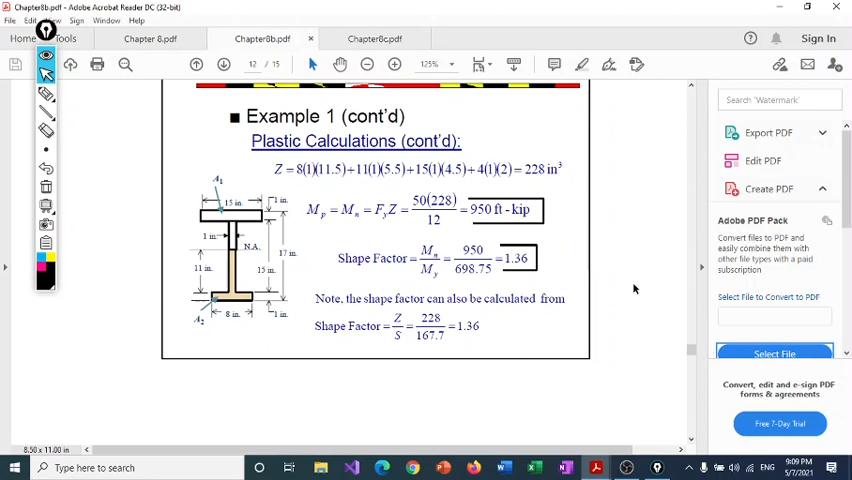 Chapter8b.pdf - Adobe Acrobat Reader DC (32-bit)
File Edit View Sign Window Help
Home Tools Chapter 8.pdf Chapter8b.pdf × Chapter8c.pdf Sign In
12 / 15 125%
■ Example 1 (cont'd)
Plastic Calculations (cont'd):
Z = 8(1)(11.5)+11(1)(5.5)+15(1)(4.5)+4(1)(2) = 228 in³
A₁
15 in.
1 in.
1 in.
N.A.
17 in.
11 in.
15 in.
A₂
8 in.
1 in.
Mp = Mn = FyZ = 50(228)/12 = 950 ft-kip
Shape Factor = Mn/My = 950/698.75 = 1.36
Note, the shape factor can also be calculated from
Shape Factor = Z/S = 228/167.7 = 1.36
8.50 x 11.00 in
Search 'Watermark'
Export PDF
Edit PDF
Create PDF
Adobe PDF Pack
Convert files to PDF and
easily combine them with
other file types with a paid
subscription
Select File to Convert to PDF
Select File
Convert, edit and e-sign PDF
forms & agreements
Free 7-Day Trial
Type here to search
ENG
09:09 PM
5/7/2021